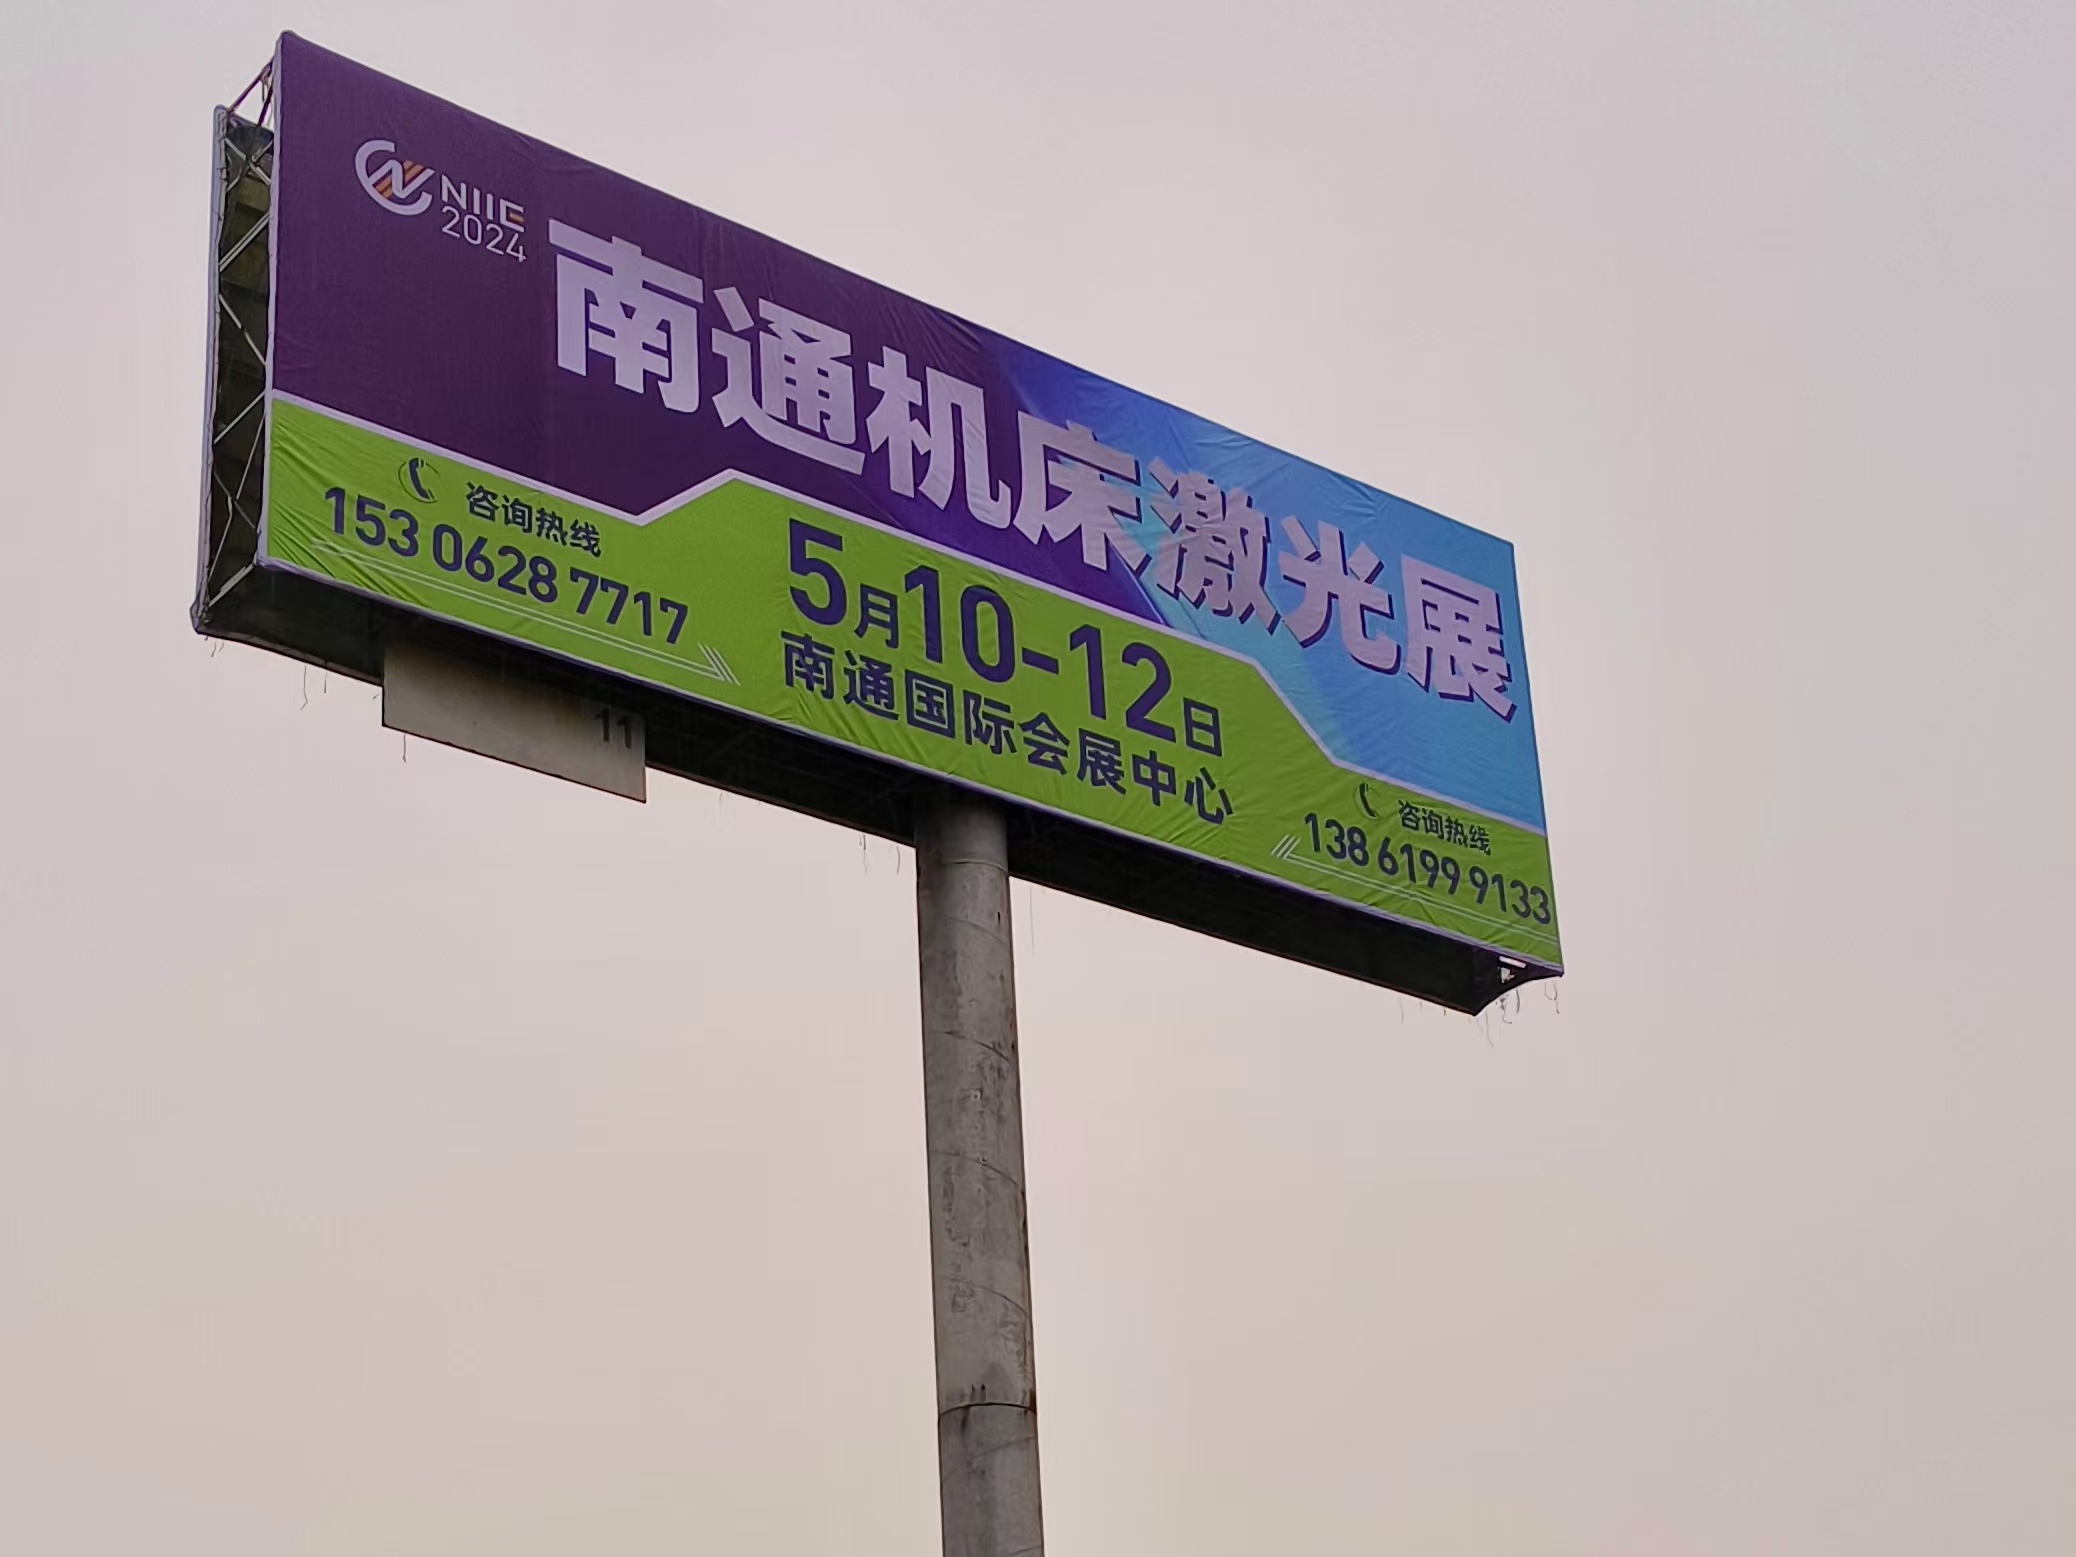 NIIE
2024
南通机床激光展
咨询热线
153 0628 7717
5月10-12日
南通国际会展中心
咨询热线
138 6199 9133
11